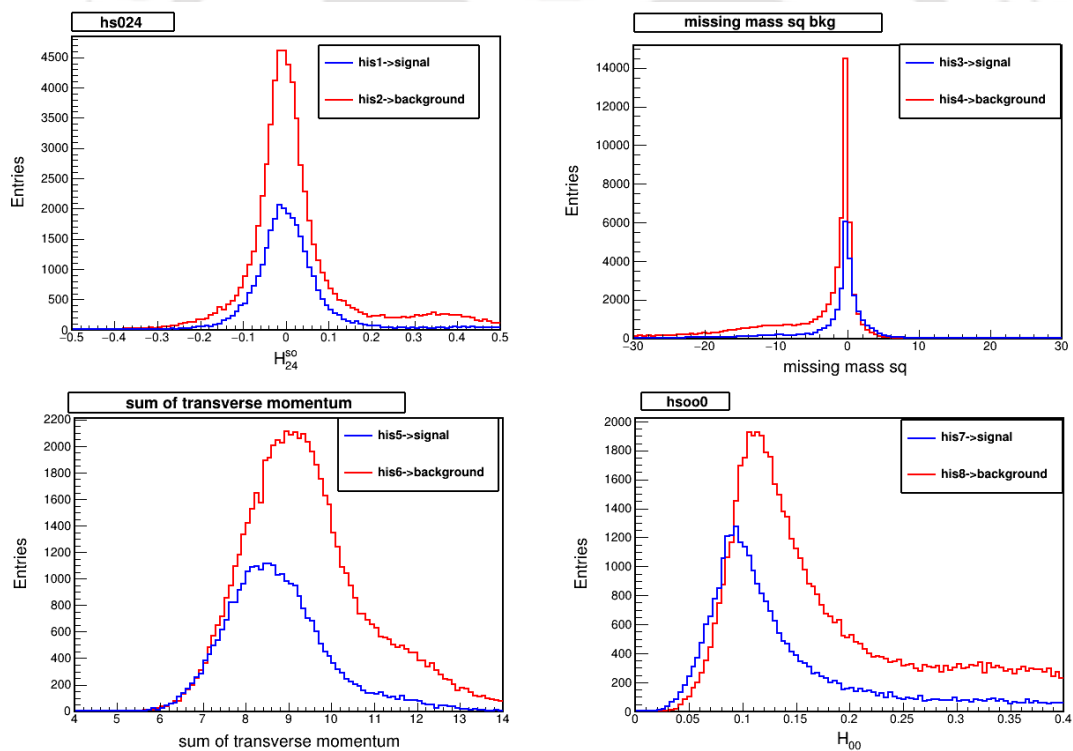 hs024
his1->signal
his2->background
Entries
4500
4000
3500
3000
2500
2000
1500
1000
500
0
−0.5 −0.4 −0.3 −0.2 −0.1 0 0.1 0.2 0.3 0.4 0.5
H24so
missing mass sq bkg
his3->signal
his4->background
Entries
14000
12000
10000
8000
6000
4000
2000
0
−30 −20 −10 0 10 20 30
missing mass sq
sum of transverse momentum
his5->signal
his6->background
Entries
2200
2000
1800
1600
1400
1200
1000
800
600
400
200
0
4 5 6 7 8 9 10 11 12 13 14
sum of transverse momentum
hsoo0
his7->signal
his8->background
Entries
2000
1800
1600
1400
1200
1000
800
600
400
200
0
0 0.05 0.1 0.15 0.2 0.25 0.3 0.35 0.4
H00